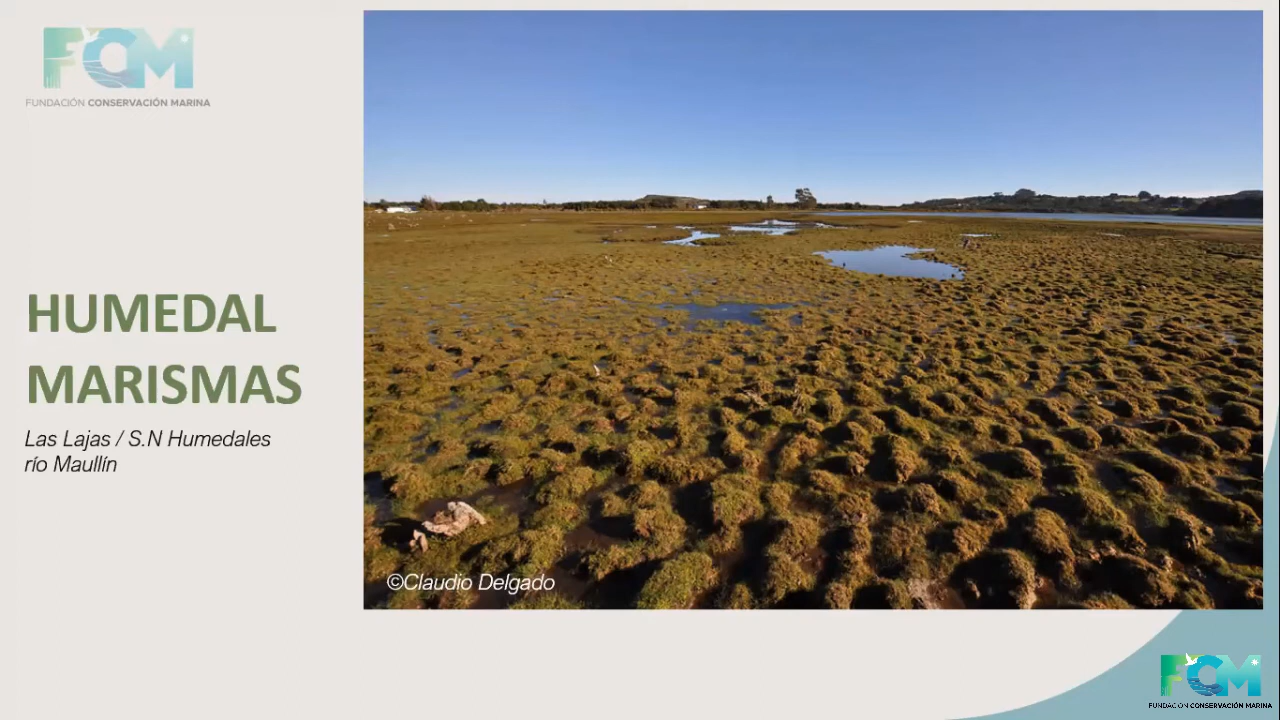 FCM
FUNDACIÓN CONSERVACIÓN MARINA
HUMEDAL
MARISMAS
Las Lajas / S.N Humedales
río Maullín
©Claudio Delgado
FCM
FUNDACIÓN CONSERVACIÓN MARINA